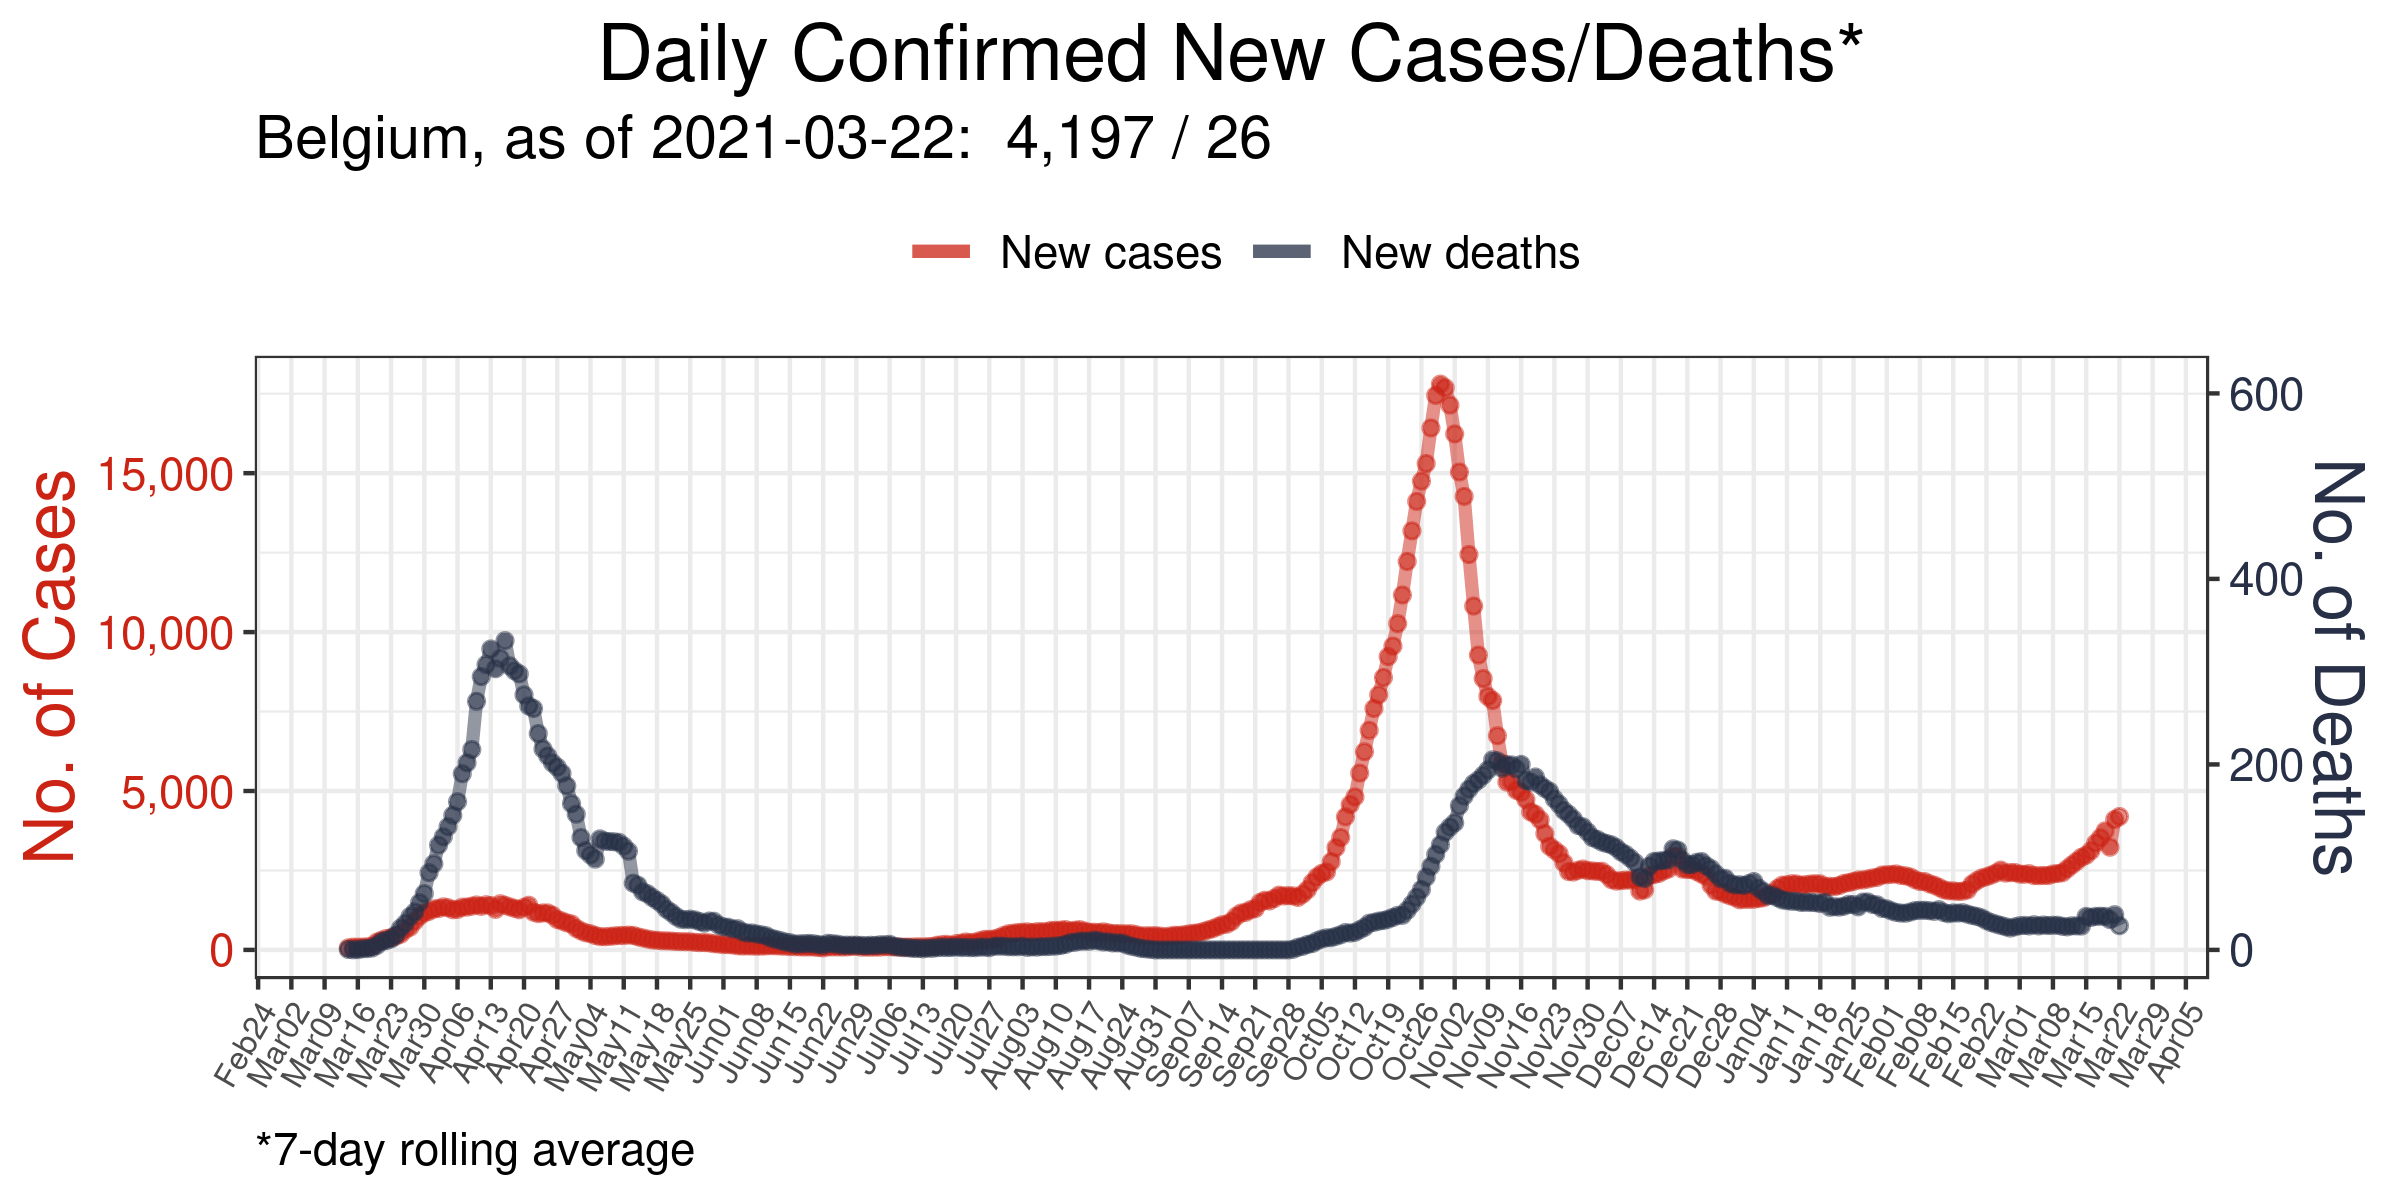 Daily Confirmed New Cases/Deaths*
Belgium, as of 2021-03-22:  4,197 / 26
New cases
New deaths
No. of Cases
15,000
10,000
5,000
0
600
400
200
0
No. of Deaths
Feb24
Mar02
Mar09
Mar16
Mar23
Mar30
Apr06
Apr13
Apr20
Apr27
May04
May11
May18
May25
Jun01
Jun08
Jun15
Jun22
Jun29
Jul06
Jul13
Jul20
Jul27
Aug03
Aug10
Aug17
Aug24
Aug31
Sep07
Sep14
Sep21
Sep28
Oct05
Oct12
Oct19
Oct26
Nov02
Nov09
Nov16
Nov23
Nov30
Dec07
Dec14
Dec21
Dec28
Jan04
Jan11
Jan18
Jan25
Feb01
Feb08
Feb15
Feb22
Mar01
Mar08
Mar15
Mar22
Mar29
Apr05
*7-day rolling average